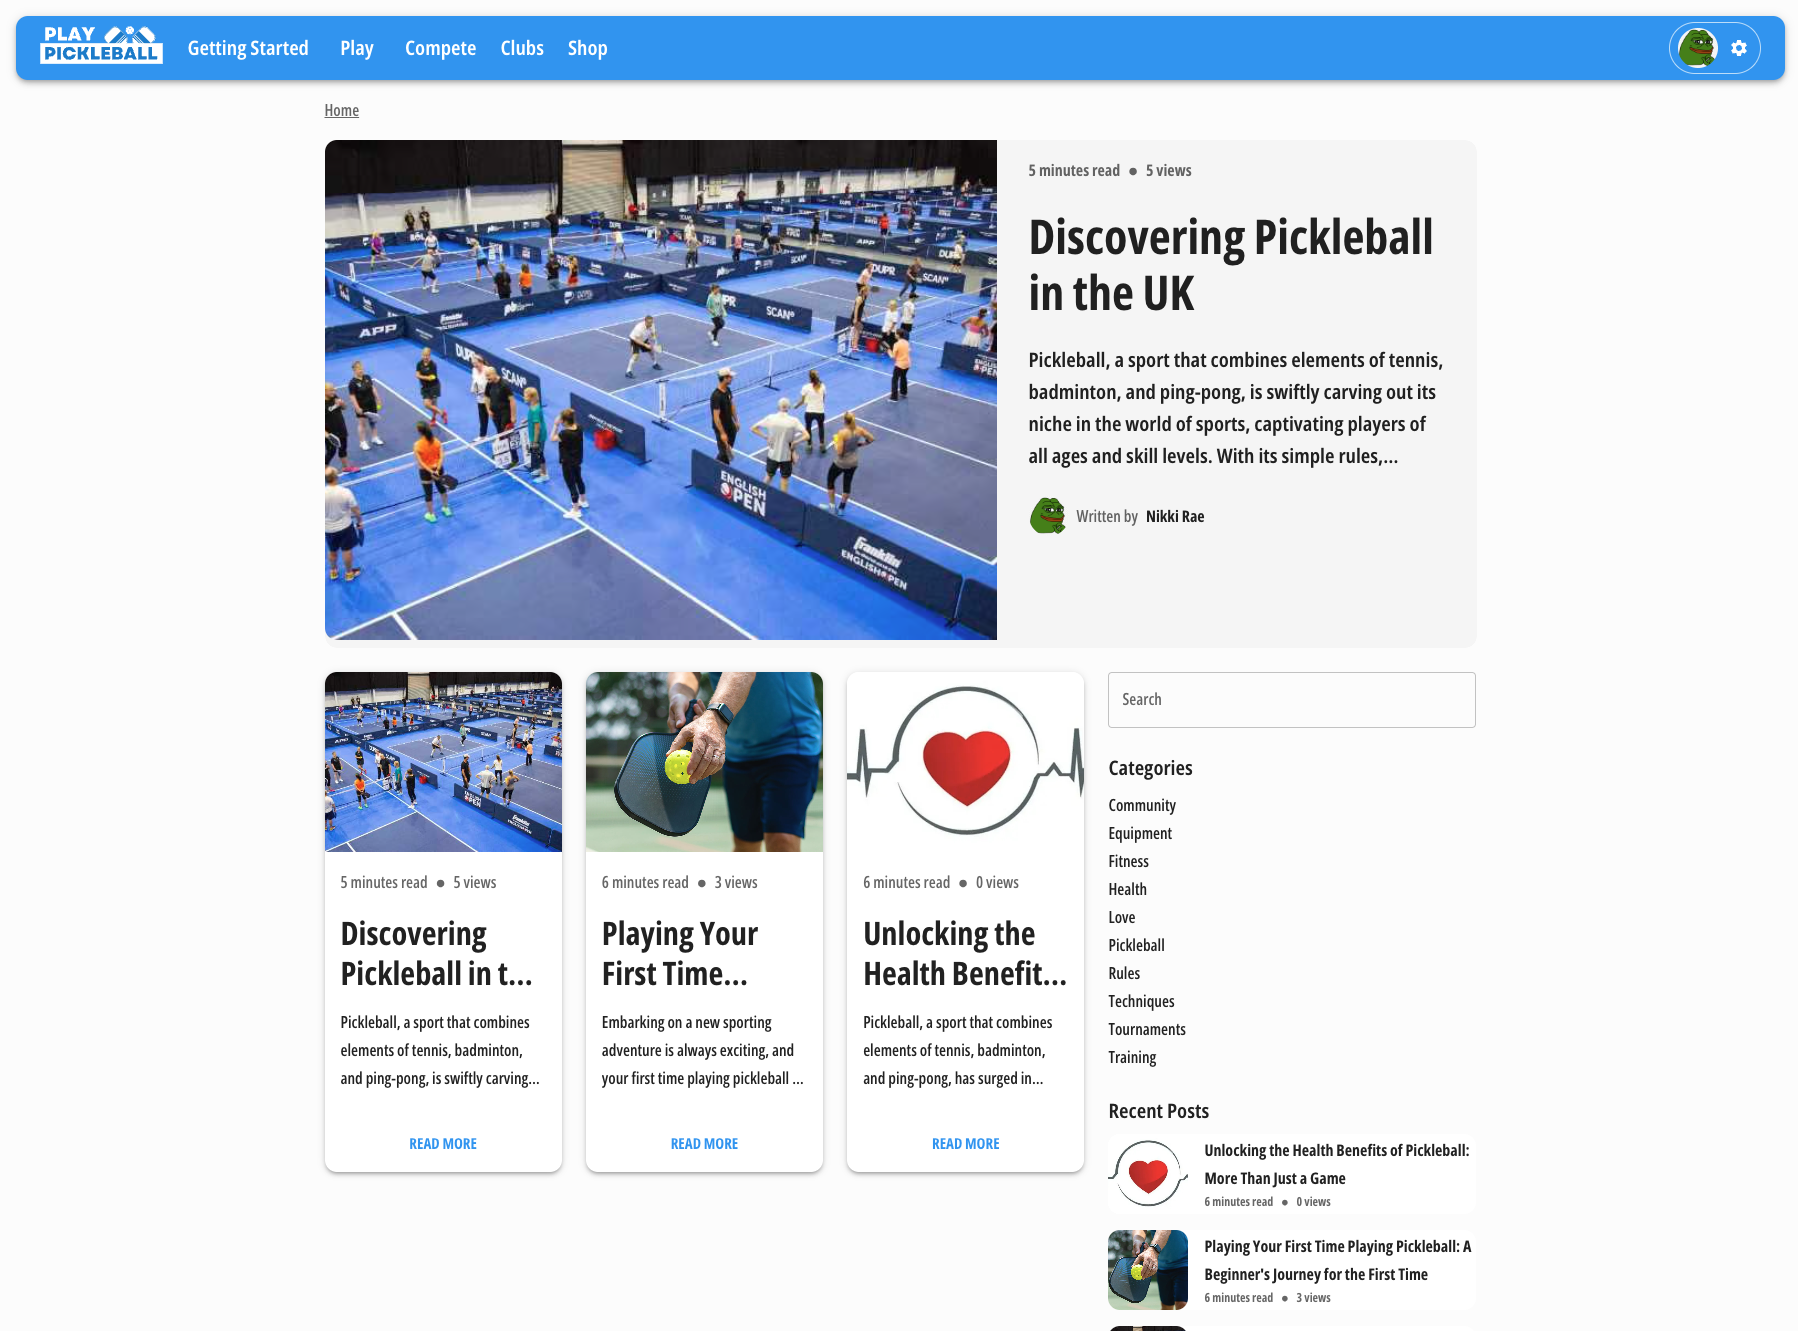 PLAY
PICKLEBALL
Getting Started
Play
Compete
Clubs
Shop
Home
APP
DUPR
SCAN
ENGLISH
OPEN
Franklin
ENGLISH OPEN
5 minutes read ● 5 views
Discovering Pickleball
in the UK
Pickleball, a sport that combines elements of tennis,
badminton, and ping-pong, is swiftly carving out its
niche in the world of sports, captivating players of
all ages and skill levels. With its simple rules,...
Written by Nikki Rae
5 minutes read ● 5 views
Discovering
Pickleball in t...
Pickleball, a sport that combines
elements of tennis, badminton,
and ping-pong, is swiftly carving...
READ MORE
6 minutes read ● 3 views
Playing Your
First Time...
Embarking on a new sporting
adventure is always exciting, and
your first time playing pickleball ...
READ MORE
6 minutes read ● 0 views
Unlocking the
Health Benefit...
Pickleball, a sport that combines
elements of tennis, badminton,
and ping-pong, has surged in...
READ MORE
Search
Categories
Community
Equipment
Fitness
Health
Love
Pickleball
Rules
Techniques
Tournaments
Training
Recent Posts
Unlocking the Health Benefits of Pickleball:
More Than Just a Game
6 minutes read ● 0 views
Playing Your First Time Playing Pickleball: A
Beginner's Journey for the First Time
6 minutes read ● 3 views